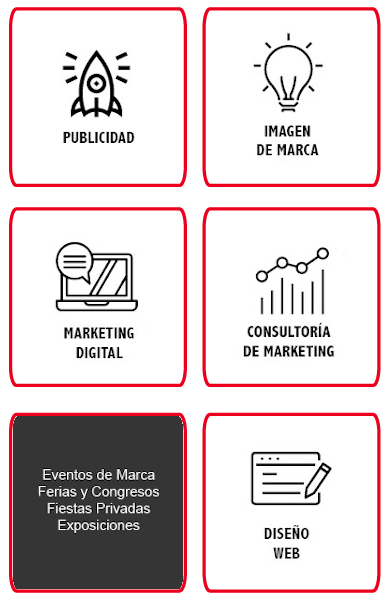 PUBLICIDAD
IMAGEN
DE MARCA
MARKETING
DIGITAL
CONSULTORÍA
DE MARKETING
Eventos de Marca
Ferias y Congresos
Fiestas Privadas
Exposiciones
DISEÑO
WEB